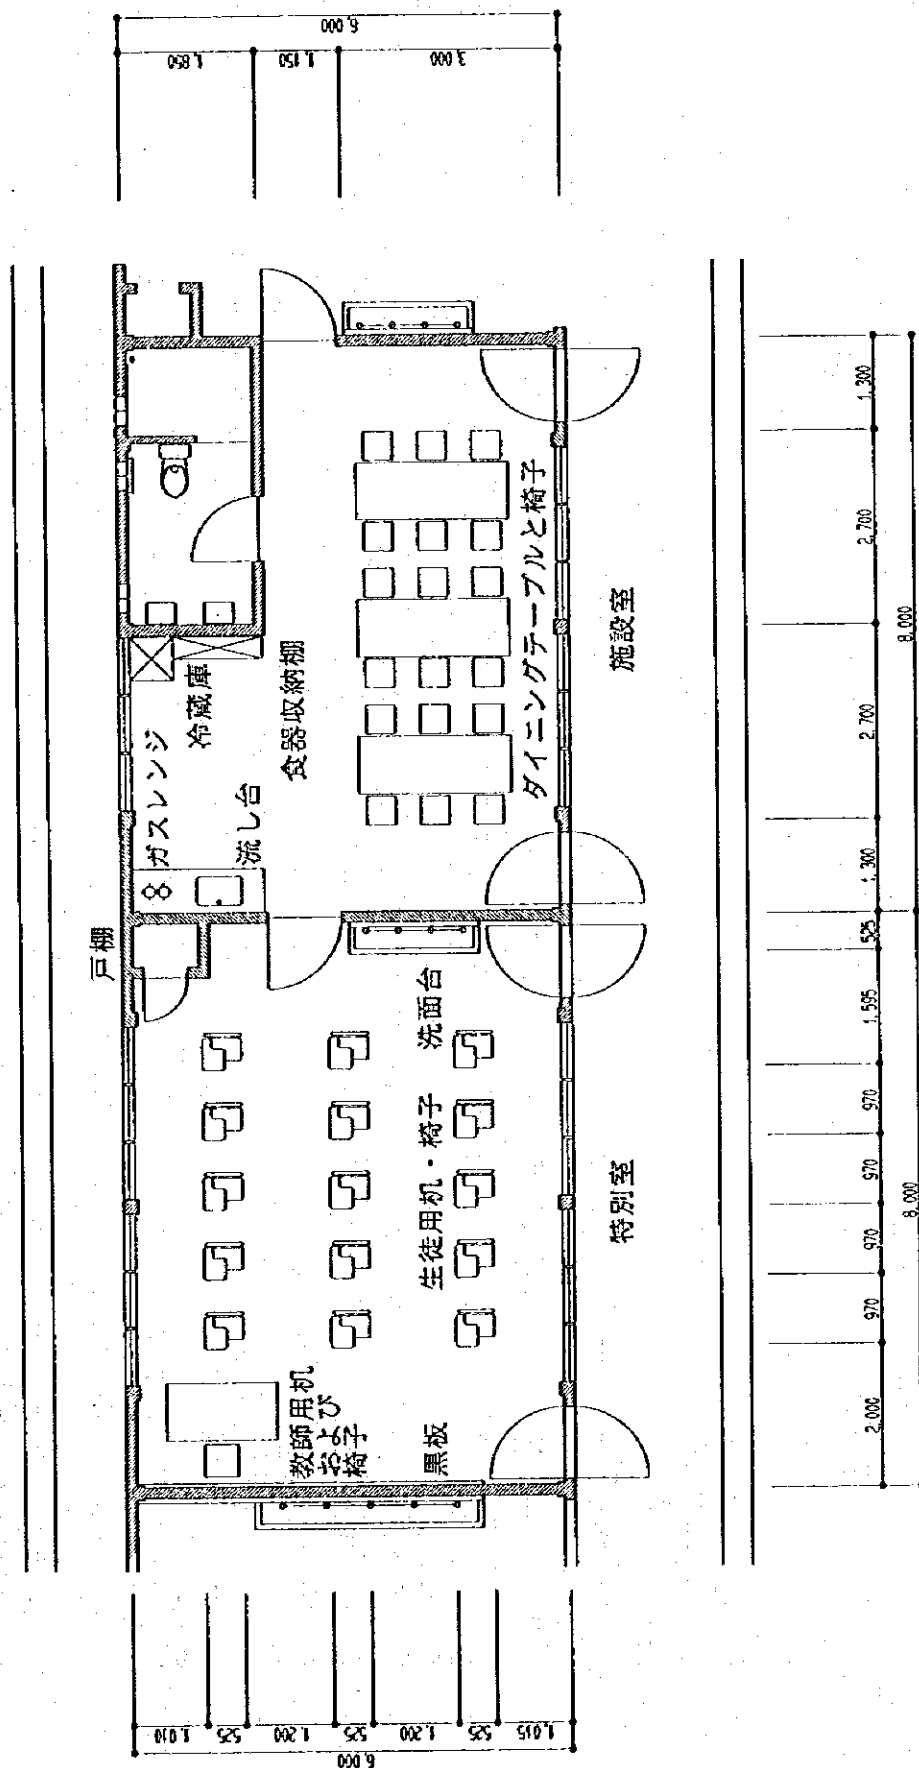 戸棚
ガスレンジ
冷蔵庫
流し台
食器収納棚
ダイニングテーブルと椅子
施設室
洗面台
生徒用机・椅子
特別室
教師用机
および
椅子
黒板
6,000
1,850
1,150
3,000
1,300
2,700
2,700
1,300
8,000
525
1,595
970
970
970
970
2,000
8,000
1,010
525
1,200
525
1,200
525
1,015
6,000